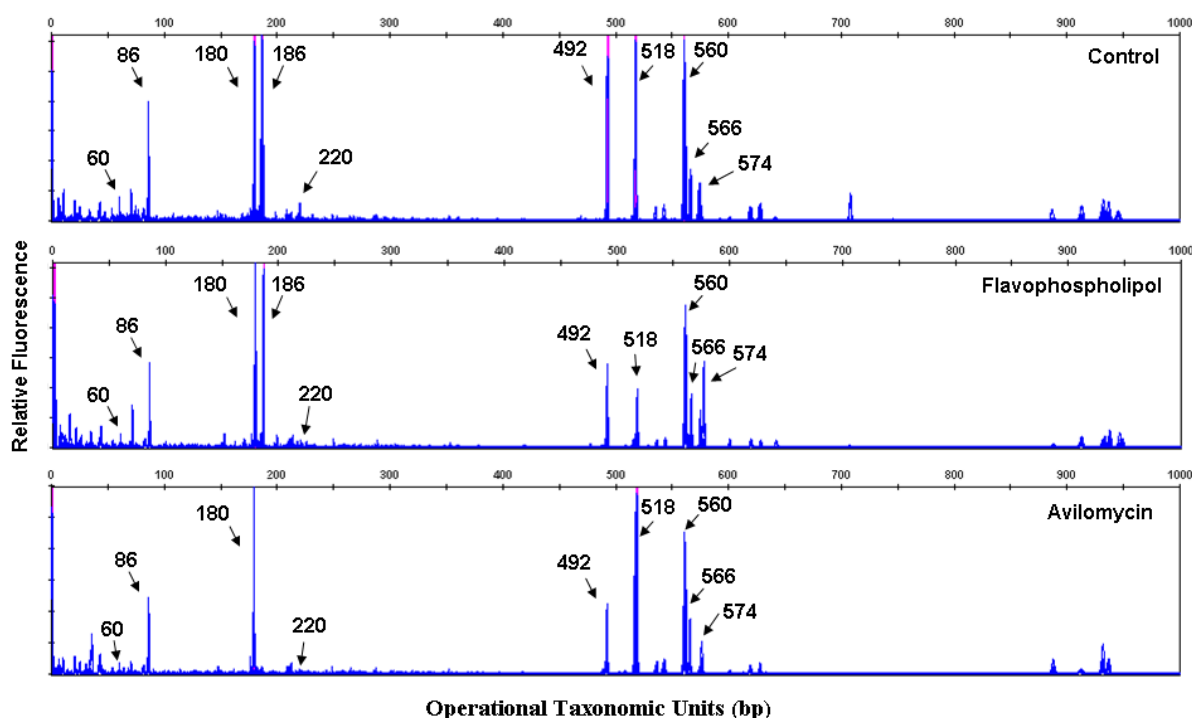 0 100 200 300 400 500 600 700 800 900 1000
86 180 186 492 518 560 Control
566
60 220 574
0 100 200 300 400 500 600 700 800 900 1000
180 186 560 Flavophospholipol
86 492 518 566 574
60 220
Relative Fluorescence
0 100 200 300 400 500 600 700 800 900 1000
180 518 560 Avilomycin
86 492 566
60 220 574
Operational Taxonomic Units (bp)